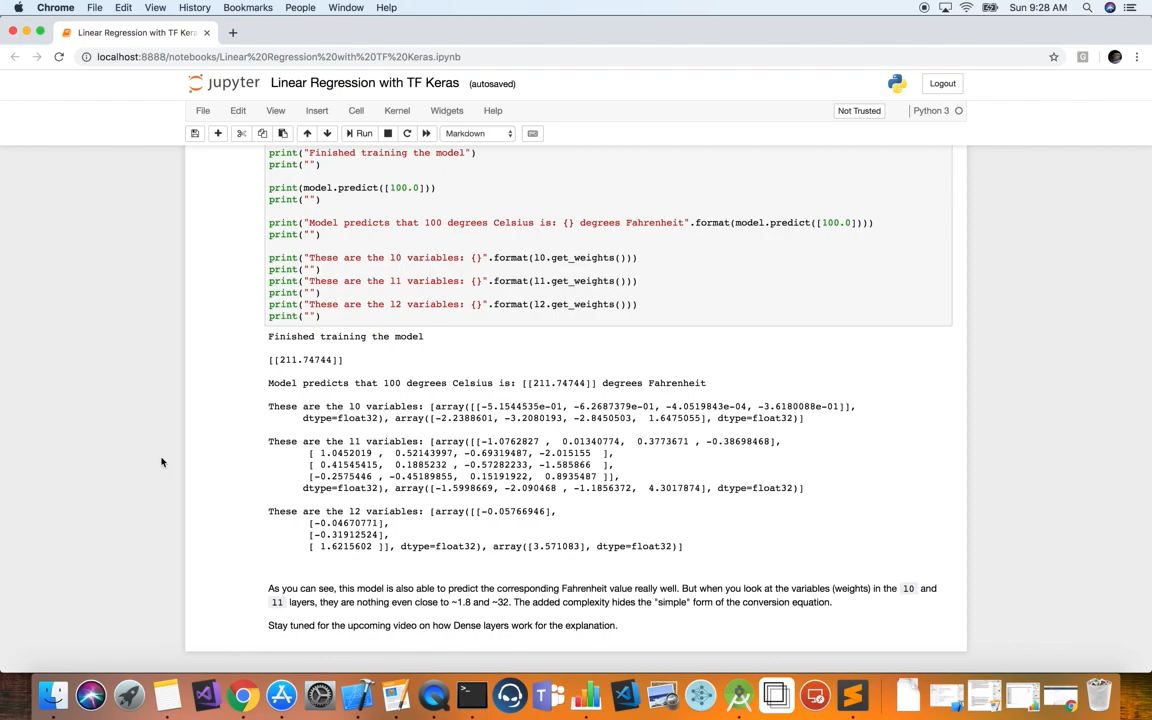 Chrome File Edit View History Bookmarks People Window Help Sun 9:28 AM
Linear Regression with TF Kera
localhost:8888/notebooks/Linear%20Regression%20with%20TF%20Keras.ipynb
jupyter Linear Regression with TF Keras (autosaved) Logout
File Edit View Insert Cell Kernel Widgets Help Not Trusted Python 3
Run Markdown
print("Finished training the model")
print("")
print(model.predict([100.0]))
print("")
print("Model predicts that 100 degrees Celsius is: {} degrees Fahrenheit".format(model.predict([100.0])))
print("")
print("These are the l0 variables: {}".format(l0.get_weights()))
print("")
print("These are the l1 variables: {}".format(l1.get_weights()))
print("")
print("These are the l2 variables: {}".format(l2.get_weights()))
print("")
Finished training the model
[[211.74744]]
Model predicts that 100 degrees Celsius is: [[211.74744]] degrees Fahrenheit
These are the l0 variables: [array([[-5.1544535e-01, -6.2687379e-01, -4.0519843e-04, -3.6180088e-01]],
dtype=float32), array([-2.2388601, -3.2080193, -2.8450503, 1.6475055], dtype=float32)]
These are the l1 variables: [array([[-1.0762827 , 0.01340774, 0.3773671 , -0.38698468],
[ 1.0452019 , 0.52143997, -0.69319487, -2.015155 ],
[ 0.41545415, 0.1885232 , -0.57282233, -1.585866 ],
[-0.2575446 , -0.45189855, 0.15191922, 0.8935487 ]],
dtype=float32), array([-1.5998669, -2.090468 , -1.1856372, 4.3017874], dtype=float32)]
These are the l2 variables: [array([[-0.05766946],
[-0.04670771],
[-0.31912524],
[ 1.6215602 ]], dtype=float32), array([3.571083], dtype=float32)]
As you can see, this model is also able to predict the corresponding Fahrenheit value really well. But when you look at the variables (weights) in the l0 and
l1 layers, they are nothing even close to ~1.8 and ~32. The added complexity hides the "simple" form of the conversion equation.
Stay tuned for the upcoming video on how Dense layers work for the explanation.